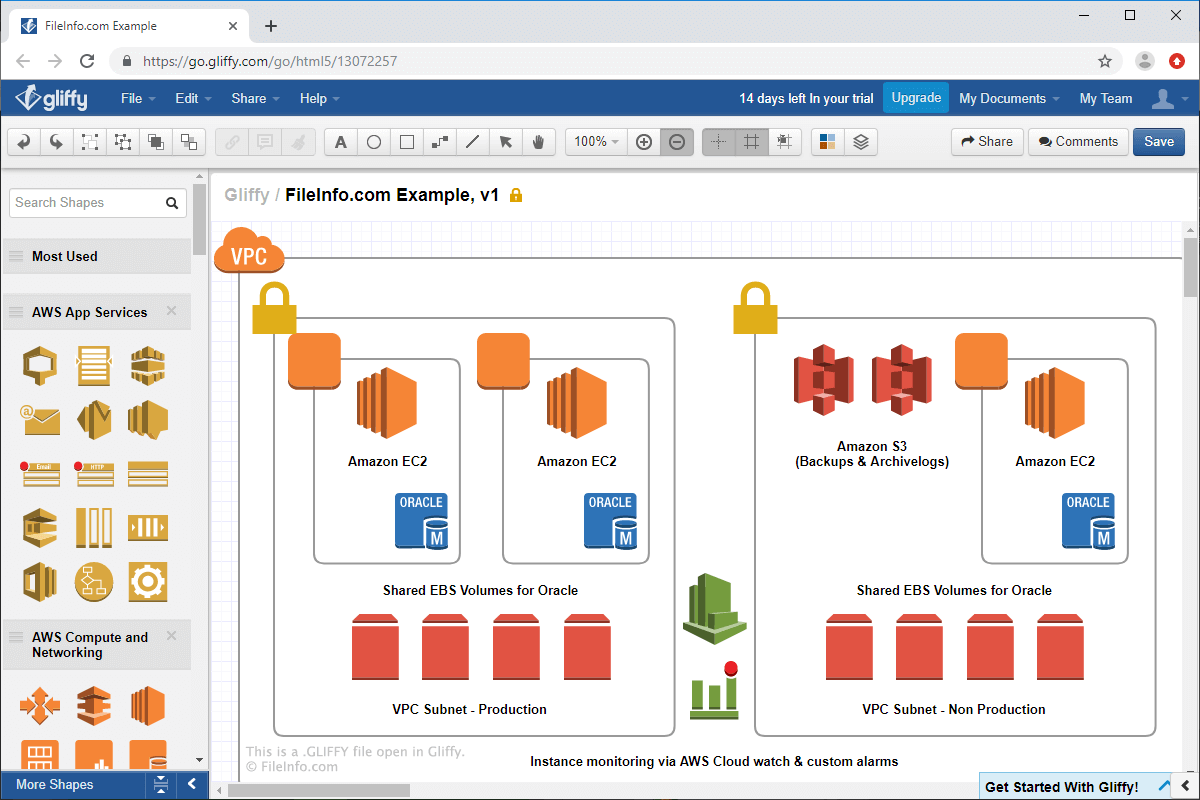 FileInfo.com Example
https://go.gliffy.com/go/html5/13072257
gliffy
File
Edit
Share
Help
14 days left In your trial
Upgrade
My Documents
My Team
A
100%
Share
Comments
Save
Search Shapes
Gliffy / FileInfo.com Example, v1
Most Used
AWS App Services
@
Email
HTTP
AWS Compute and
Networking
More Shapes
VPC
Amazon EC2
ORACLE
M
Amazon EC2
ORACLE
M
Shared EBS Volumes for Oracle
VPC Subnet - Production
Amazon S3
(Backups & Archivelogs)
Amazon EC2
ORACLE
M
Shared EBS Volumes for Oracle
VPC Subnet - Non Production
This is a .GLIFFY file open in Gliffy.
© FileInfo.com
Instance monitoring via AWS Cloud watch & custom alarms
Get Started With Gliffy!